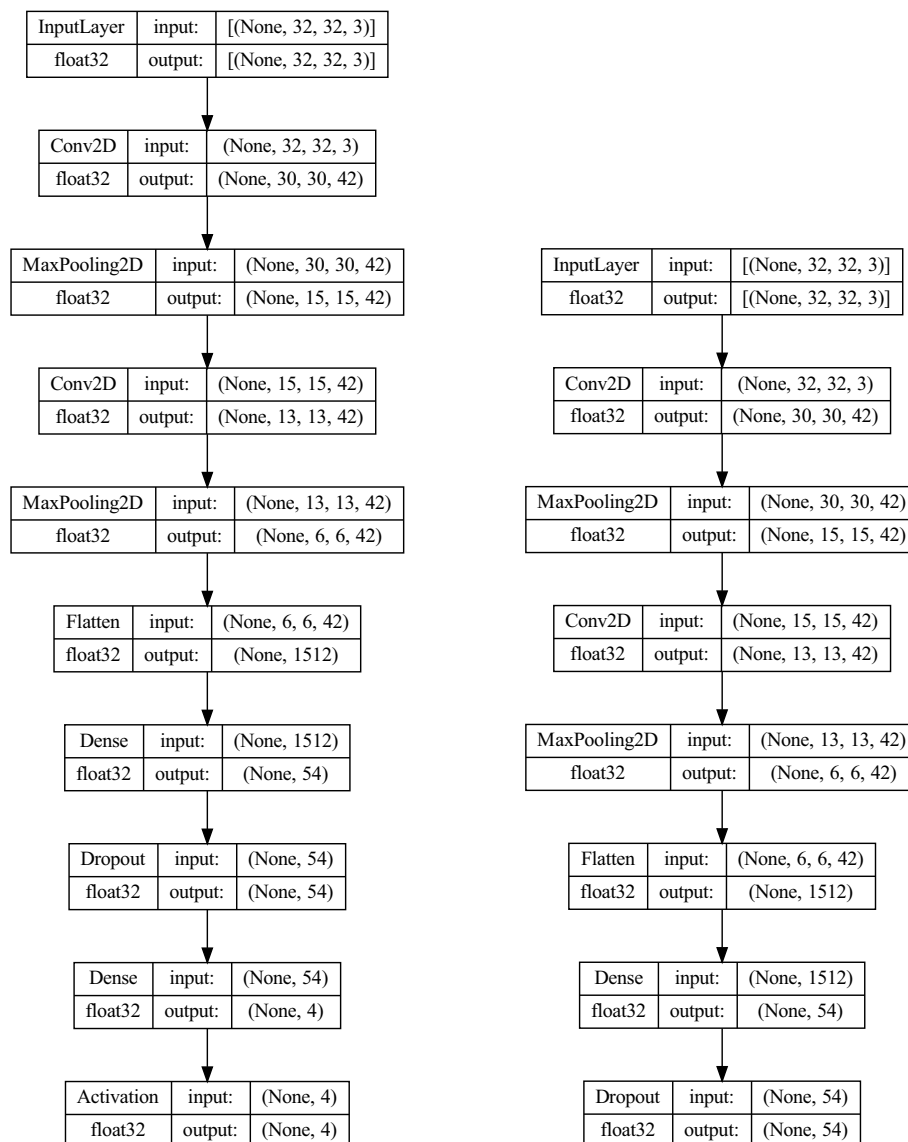 InputLayer input: [(None, 32, 32, 3)]
float32 output: [(None, 32, 32, 3)]
Conv2D input: (None, 32, 32, 3)
float32 output: (None, 30, 30, 42)
MaxPooling2D input: (None, 30, 30, 42)
float32 output: (None, 15, 15, 42)
Conv2D input: (None, 15, 15, 42)
float32 output: (None, 13, 13, 42)
MaxPooling2D input: (None, 13, 13, 42)
float32 output: (None, 6, 6, 42)
Flatten input: (None, 6, 6, 42)
float32 output: (None, 1512)
Dense input: (None, 1512)
float32 output: (None, 54)
Dropout input: (None, 54)
float32 output: (None, 54)
Dense input: (None, 54)
float32 output: (None, 4)
Activation input: (None, 4)
float32 output: (None, 4)
InputLayer input: [(None, 32, 32, 3)]
float32 output: [(None, 32, 32, 3)]
Conv2D input: (None, 32, 32, 3)
float32 output: (None, 30, 30, 42)
MaxPooling2D input: (None, 30, 30, 42)
float32 output: (None, 15, 15, 42)
Conv2D input: (None, 15, 15, 42)
float32 output: (None, 13, 13, 42)
MaxPooling2D input: (None, 13, 13, 42)
float32 output: (None, 6, 6, 42)
Flatten input: (None, 6, 6, 42)
float32 output: (None, 1512)
Dense input: (None, 1512)
float32 output: (None, 54)
Dropout input: (None, 54)
float32 output: (None, 54)